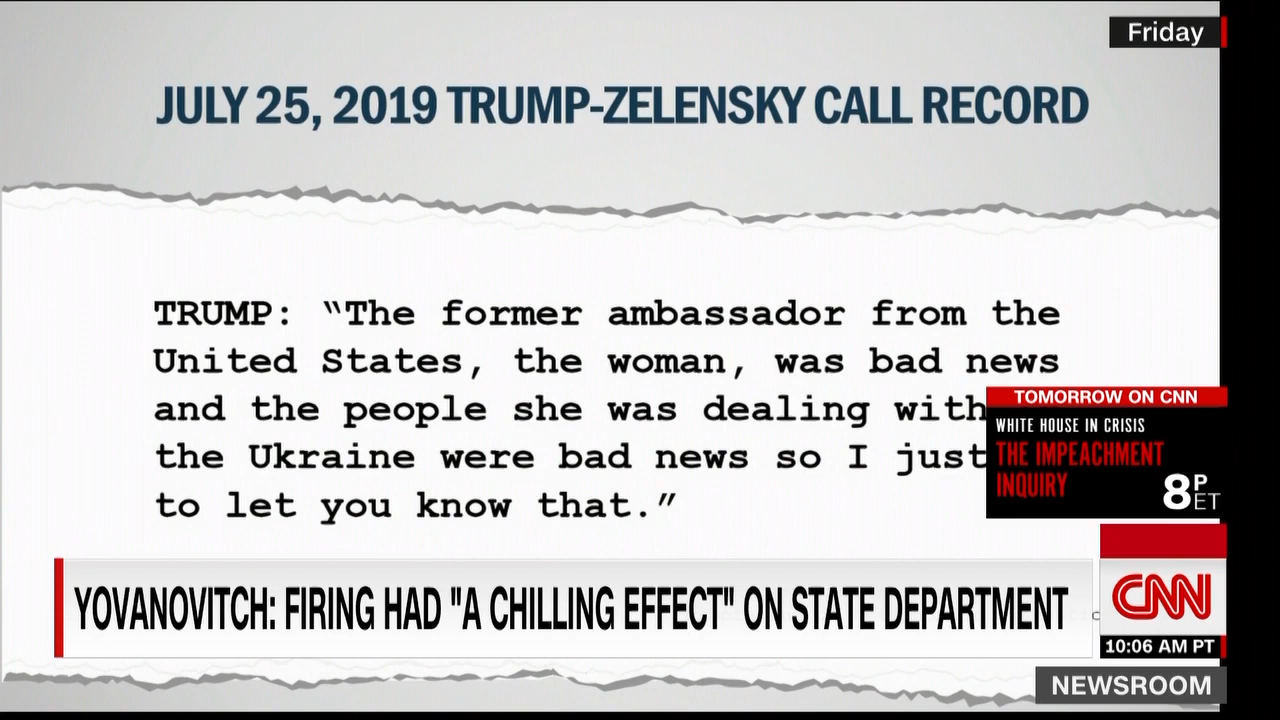 Friday
JULY 25, 2019 TRUMP-ZELENSKY CALL RECORD
TRUMP: “The former ambassador from the
United States, the woman, was bad news
and the people she was dealing with
the Ukraine were bad news so I just
to let you know that.”
TOMORROW ON CNN
WHITE HOUSE IN CRISIS
THE IMPEACHMENT
INQUIRY
8P ET
YOVANOVITCH: FIRING HAD "A CHILLING EFFECT" ON STATE DEPARTMENT
CNN
10:06 AM PT
NEWSROOM